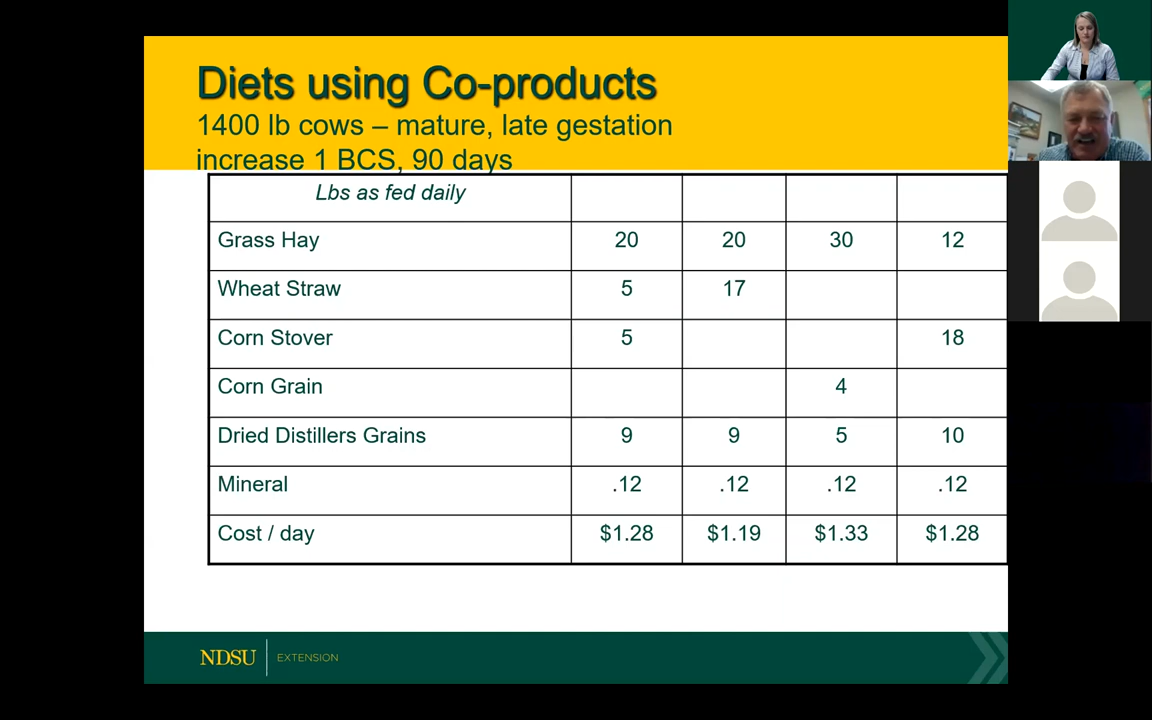 Diets using Co-products
1400 lb cows – mature, late gestation
increase 1 BCS, 90 days
Lbs as fed daily
Grass Hay 20 20 30 12
Wheat Straw 5 17
Corn Stover 5 18
Corn Grain 4
Dried Distillers Grains 9 9 5 10
Mineral .12 .12 .12 .12
Cost / day $1.28 $1.19 $1.33 $1.28
NDSU EXTENSION